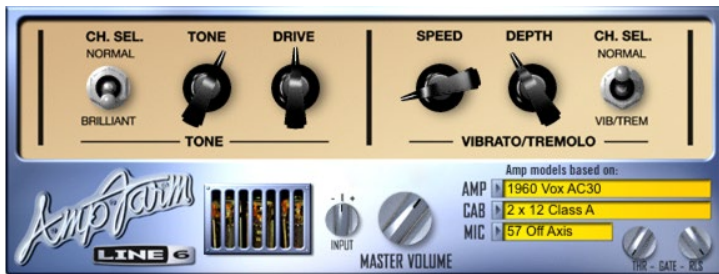 CH. SEL. TONE DRIVE SPEED DEPTH CH. SEL.
NORMAL NORMAL
BRILLIANT VIB/TREM
TONE VIBRATO/TREMOLO
Amp models based on:
AmpFarm
LINE 6
- I +
INPUT
MASTER VOLUME
AMP 1960 Vox AC30
CAB 2 x 12 Class A
MIC 57 Off Axis
THR - GATE - RLS